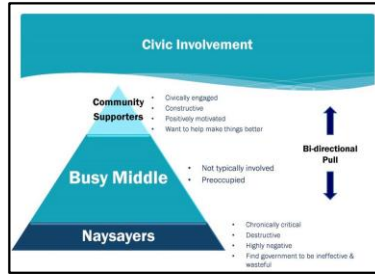 Civic Involvement
Community
Supporters
• Civically engaged
• Constructive
• Positively motivated
• Want to help make things better
Busy Middle
• Not typically involved
• Preoccupied
Naysayers
• Chronically critical
• Destructive
• Highly negative
• Find government to be ineffective &
wasteful
Bi-directional
Pull